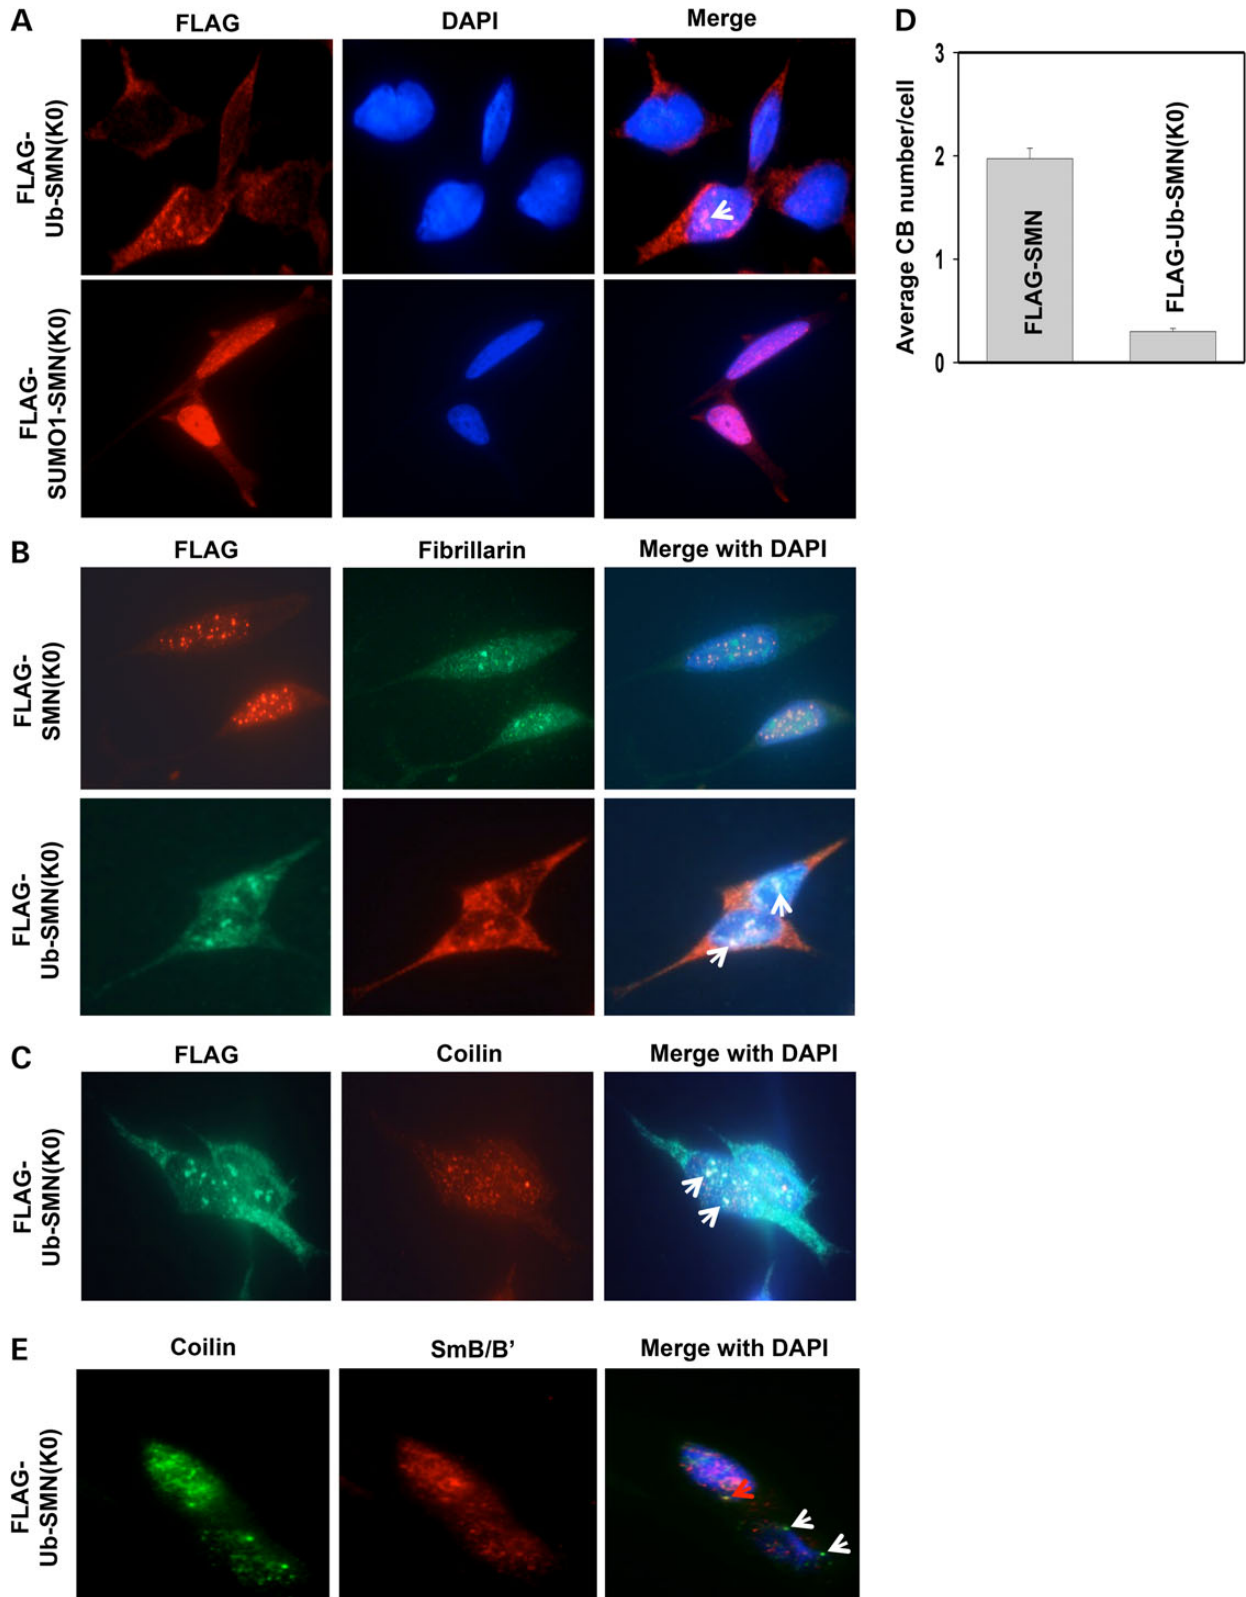 A
FLAG
DAPI
Merge
FLAG-
Ub-SMN(K0)
FLAG-
SUMO1-SMN(K0)
D
Average CB number/cell
3
2
1
0
FLAG-SMN
FLAG-Ub-SMN(K0)
B
FLAG
Fibrillarin
Merge with DAPI
FLAG-
SMN(K0)
FLAG-
Ub-SMN(K0)
C
FLAG
Coilin
Merge with DAPI
FLAG-
Ub-SMN(K0)
E
Coilin
SmB/B’
Merge with DAPI
FLAG-
Ub-SMN(K0)